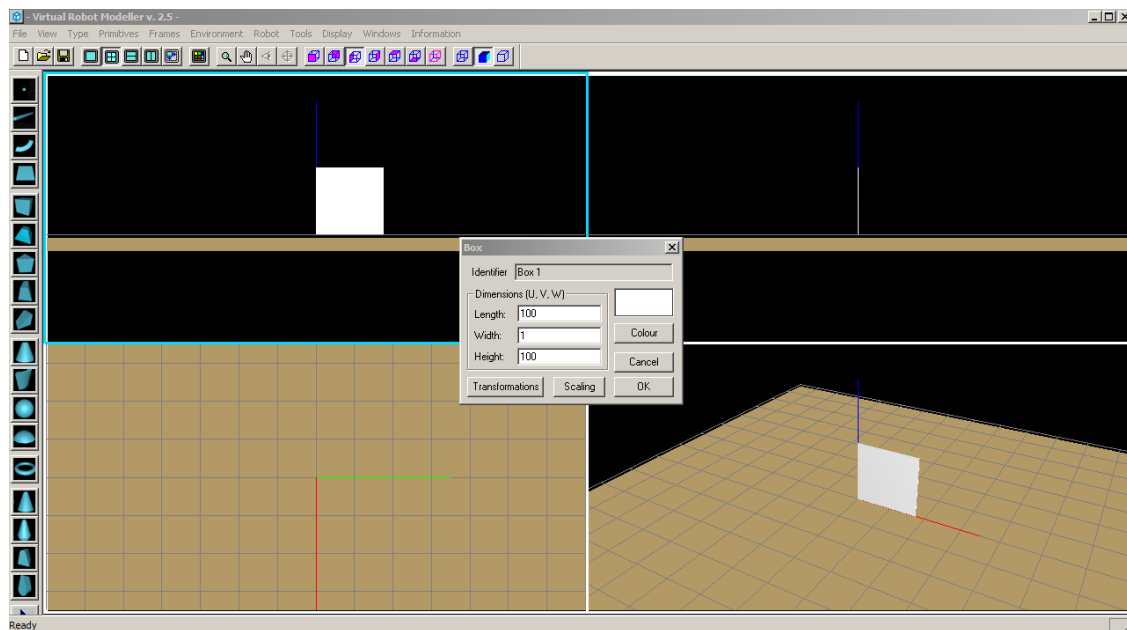 - Virtual Robot Modeller v. 2.5 -
File View Type Primitives Frames Environment Robot Tools Display Windows Information
Box
Identifier Box 1
Dimensions (U, V, W)
Length: 100
Width: 1
Colour
Height: 100
Cancel
Transformations Scaling OK
Ready